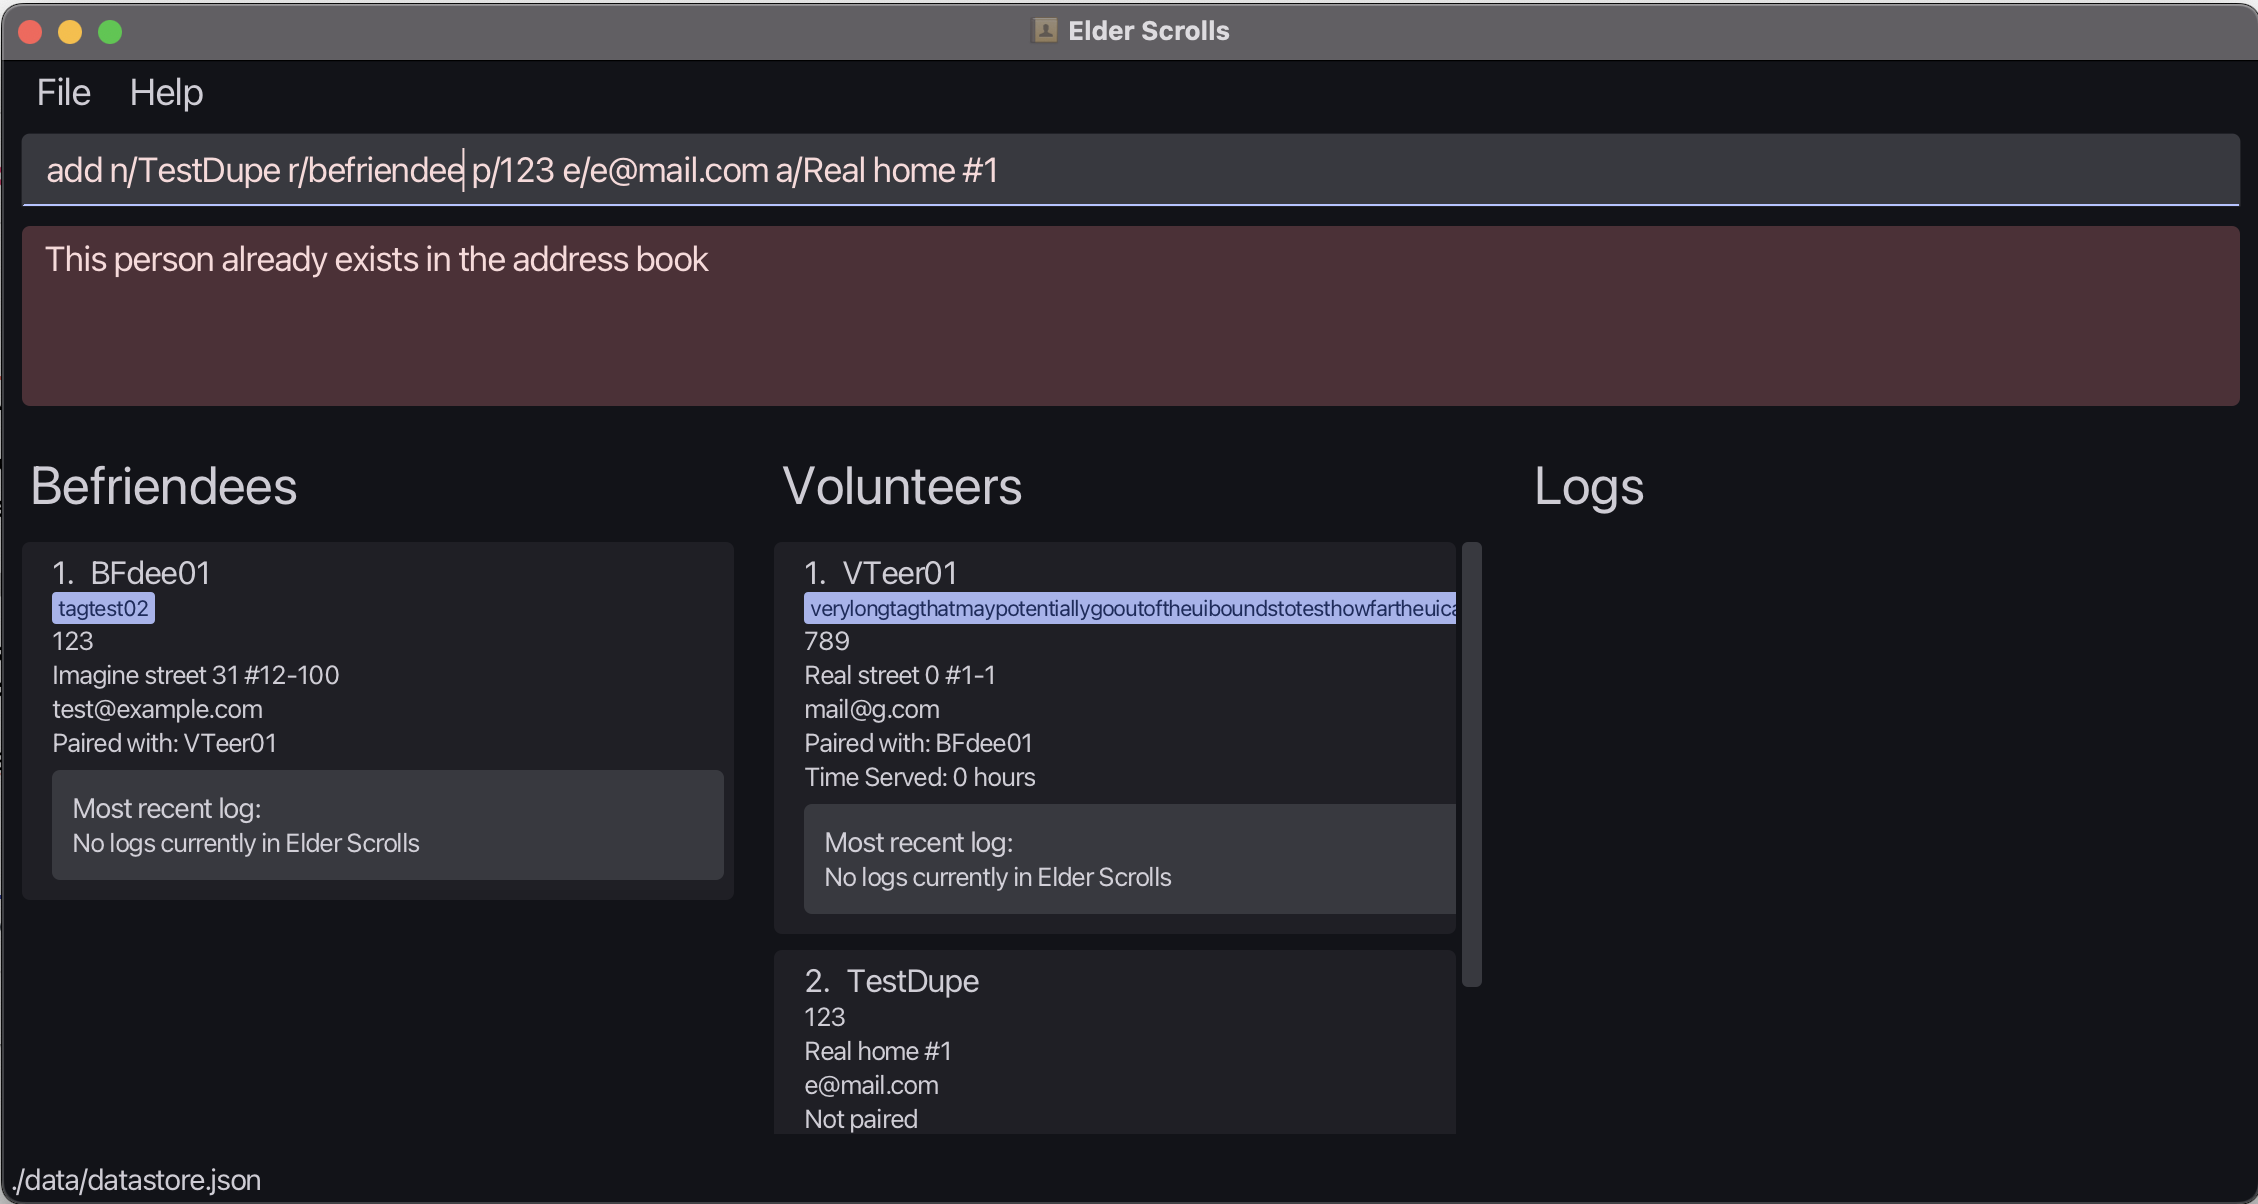 Elder Scrolls
File Help
add n/TestDupe r/befriendee p/123 e/e@mail.com a/Real home #1
This person already exists in the address book
Befriendees
1. BFdee01
tagtest02
123
Imagine street 31 #12-100
test@example.com
Paired with: VTeer01
Most recent log:
No logs currently in Elder Scrolls
Volunteers
1. VTeer01
verylongtagthatmaypotentiallygooutoftheuiboundstotesthowfartheuica
789
Real street 0 #1-1
mail@g.com
Paired with: BFdee01
Time Served: 0 hours
Most recent log:
No logs currently in Elder Scrolls
2. TestDupe
123
Real home #1
e@mail.com
Not paired
Logs
./data/datastore.json